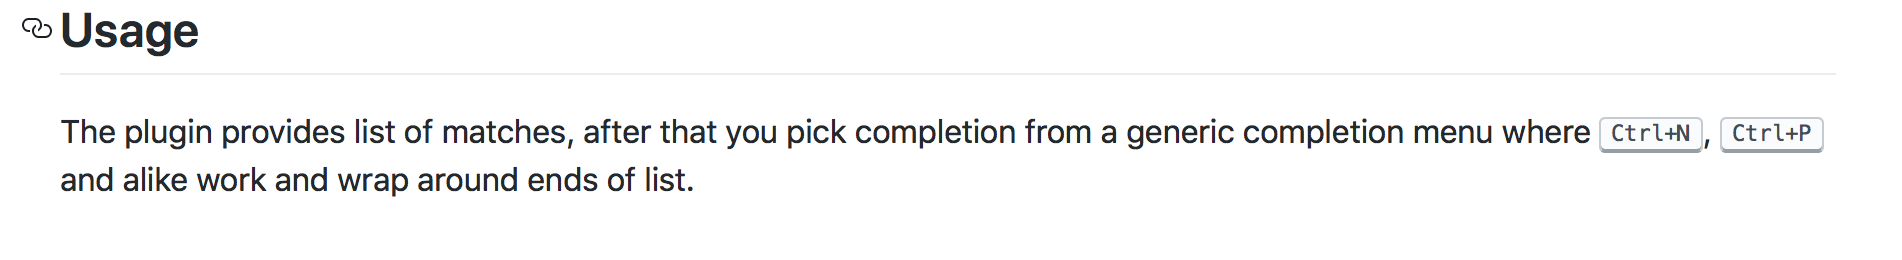 Usage
The plugin provides list of matches, after that you pick completion from a generic completion menu where Ctrl+N, Ctrl+P
and alike work and wrap around ends of list.